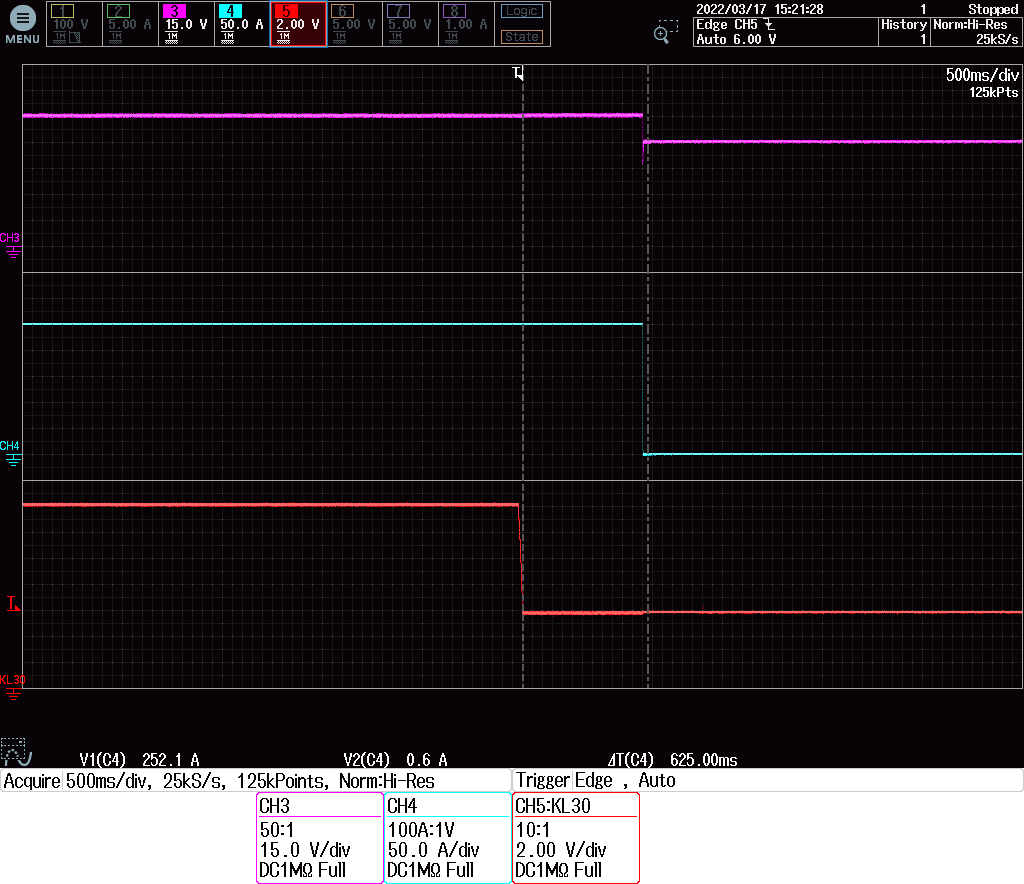 MENU
1 2 3 4 5 6 7 8 Logic
100 V 5.00 A 15.0 V 50.0 A 2.00 V 5.00 V 5.00 V 1.00 A
1M 1M 1M 1M 1M 1M 1M 1M State
2022/03/17 15:21:28 1 Stopped
Edge CH5 History Norm:Hi-Res
Auto 6.00 V 1 25kS/s
T 500ms/div
125kPts
CH3
CH4
T
KL30
V1(C4) 252.1 A V2(C4) 0.6 A ΔT(C4) 625.00ms
Acquire 500ms/div, 25kS/s, 125kPoints, Norm:Hi-Res Trigger Edge , Auto
CH3 CH4 CH5:KL30
50:1 100A:1V 10:1
15.0 V/div 50.0 A/div 2.00 V/div
DC1MΩ Full DC1MΩ Full DC1MΩ Full